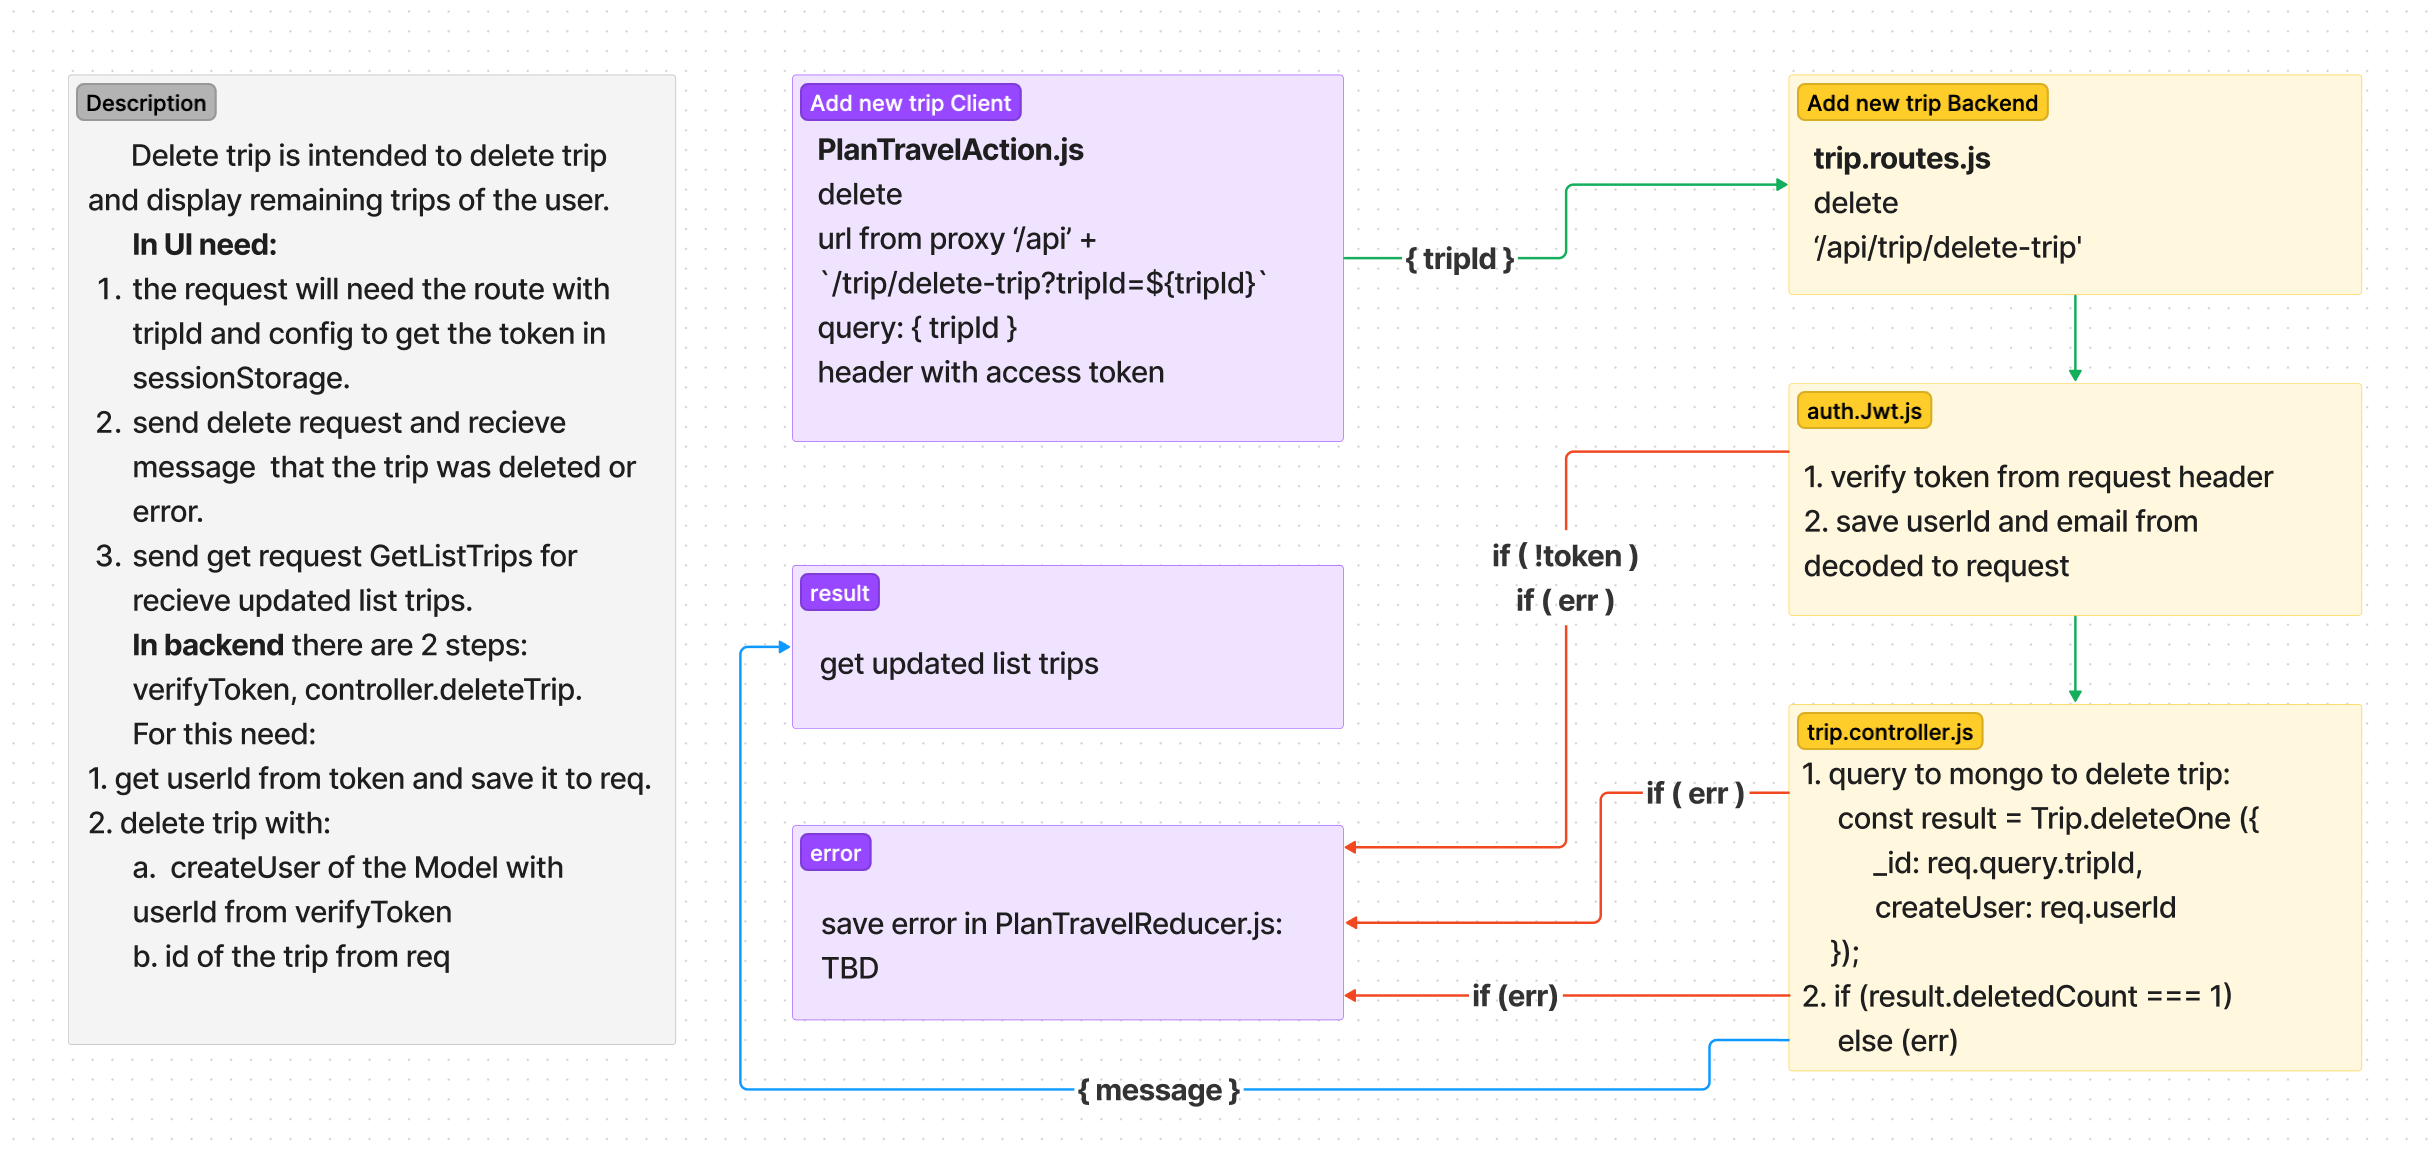 Description
Delete trip is intended to delete trip
and display remaining trips of the user.
In UI need:
1. the request will need the route with
tripId and config to get the token in
sessionStorage.
2. send delete request and recieve
message  that the trip was deleted or
error.
3. send get request GetListTrips for
recieve updated list trips.
In backend there are 2 steps:
verifyToken, controller.deleteTrip.
For this need:
1. get userId from token and save it to req.
2. delete trip with:
a.  createUser of the Model with
userId from verifyToken
b. id of the trip from req
Add new trip Client
PlanTravelAction.js
delete
url from proxy ‘/api’ +
`/trip/delete-trip?tripId=${tripId}`
query: { tripId }
header with access token
{ tripId }
Add new trip Backend
trip.routes.js
delete
‘/api/trip/delete-trip'
auth.Jwt.js
1. verify token from request header
2. save userId and email from
decoded to request
if ( !token )
if ( err )
result
get updated list trips
trip.controller.js
1. query to mongo to delete trip:
const result = Trip.deleteOne ({
_id: req.query.tripId,
createUser: req.userId
});
2. if (result.deletedCount === 1)
else (err)
if ( err )
error
save error in PlanTravelReducer.js:
TBD
if (err)
{ message }